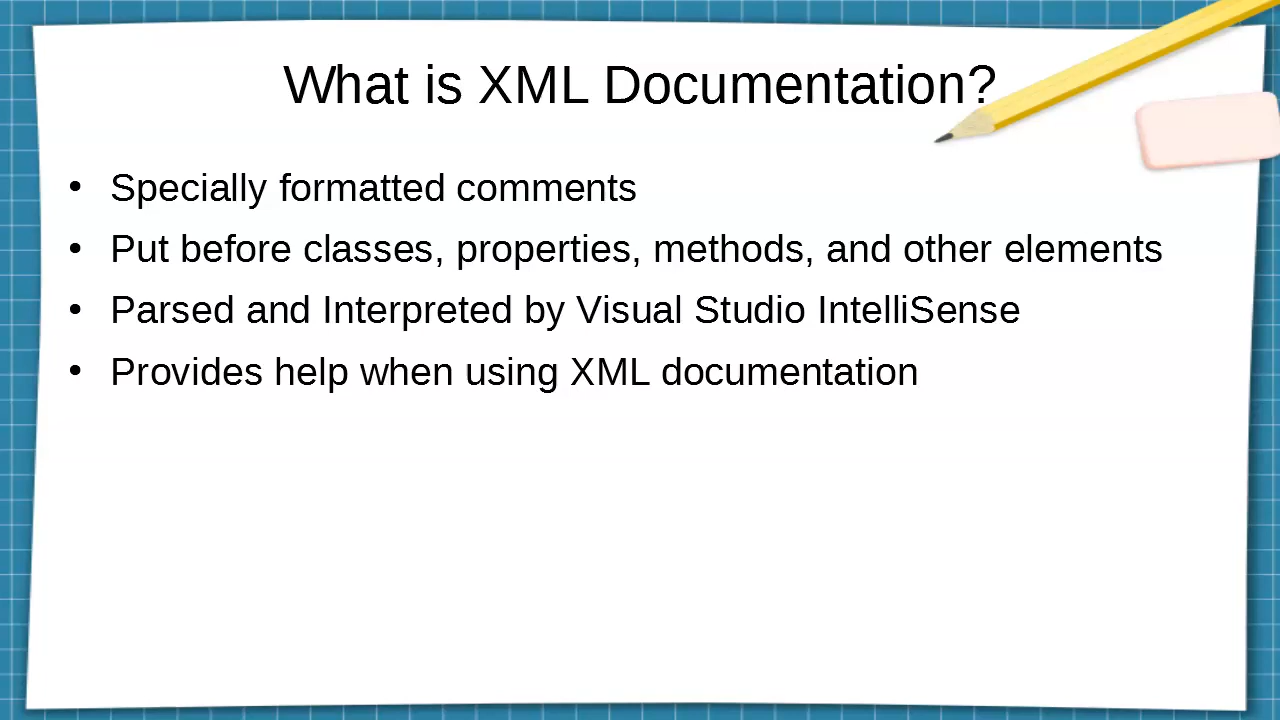 What is XML Documentation?
• Specially formatted comments
• Put before classes, properties, methods, and other elements
• Parsed and Interpreted by Visual Studio IntelliSense
• Provides help when using XML documentation